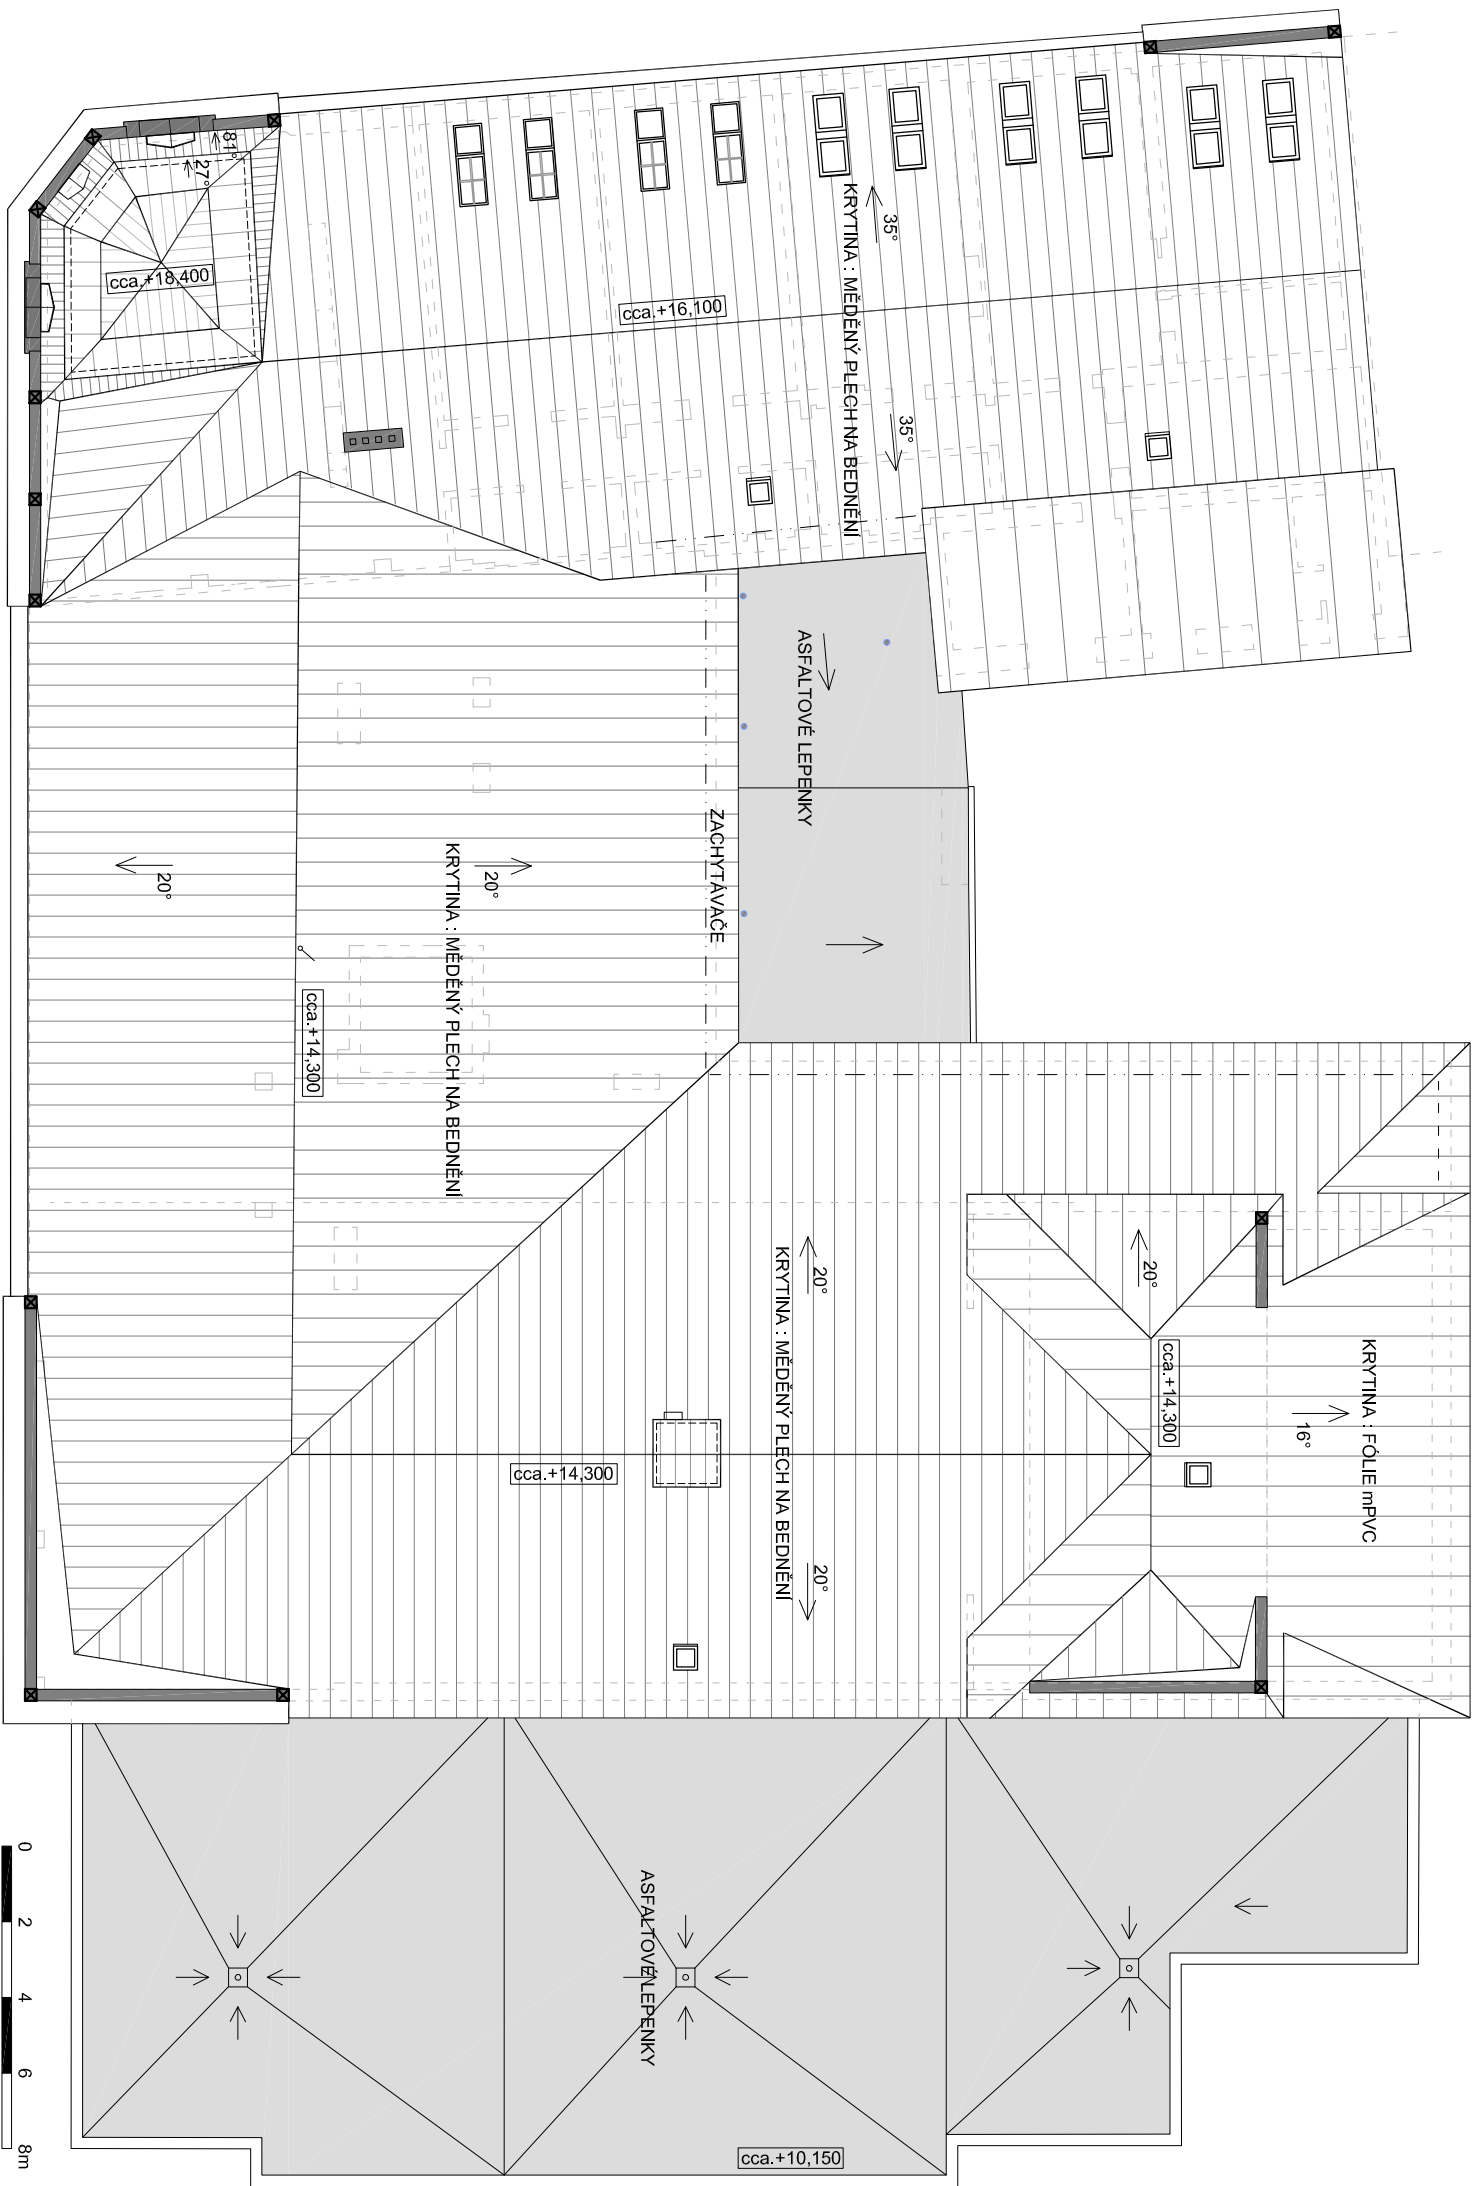 81°
27°
cca.+18,400
cca.+16,100
KRYTINA : MĚDĚNÝ PLECH NA BEDNĚNÍ
35°
35°
ASFALTOVÉ LEPENKY
ZACHYTÁVAČE
20°
20°
KRYTINA : MĚDĚNÝ PLECH NA BEDNĚNÍ
cca.+14,300
20°
KRYTINA : MĚDĚNÝ PLECH NA BEDNĚNÍ
20°
20°
cca.+14,300
16°
KRYTINA : FÓLIE mPVC
cca.+14,300
ASFALTOVÉ LEPENKY
cca.+10,150
0 2 4 6 8m